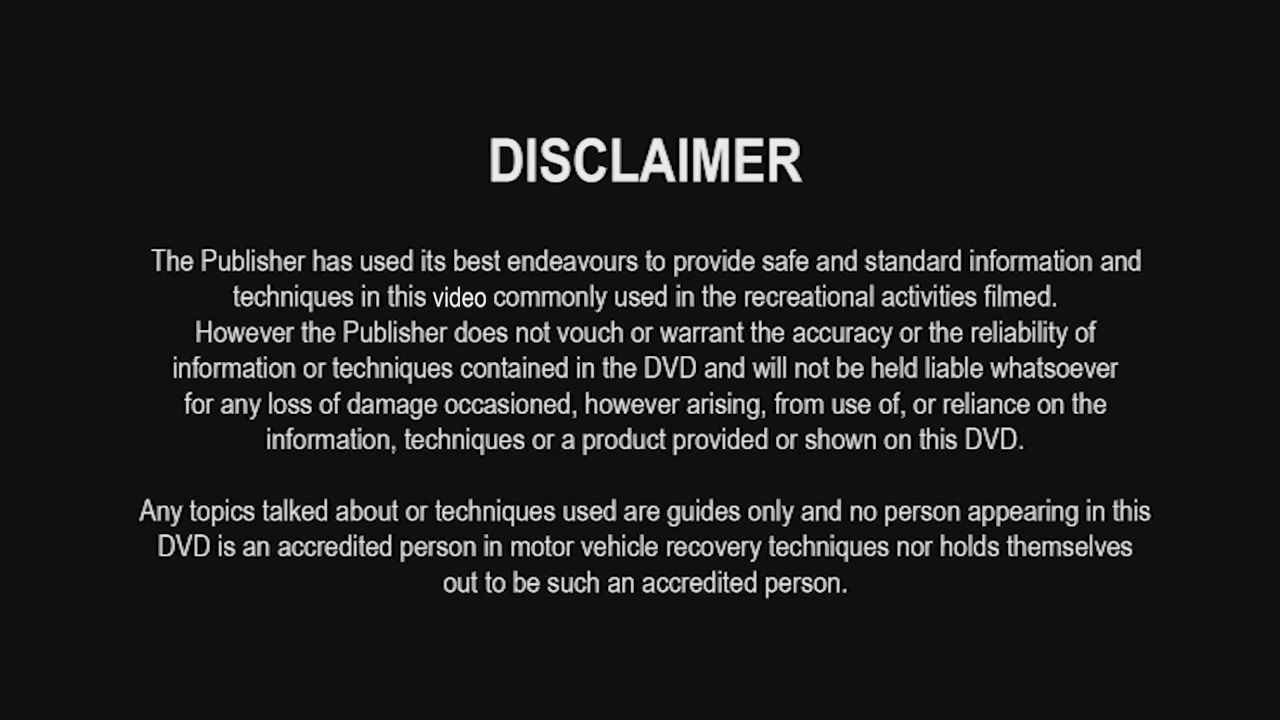 DISCLAIMER
The Publisher has used its best endeavours to provide safe and standard information and
techniques in this video commonly used in the recreational activities filmed.
However the Publisher does not vouch or warrant the accuracy or the reliability of
information or techniques contained in the DVD and will not be held liable whatsoever
for any loss of damage occasioned, however arising, from use of, or reliance on the
information, techniques or a product provided or shown on this DVD.
Any topics talked about or techniques used are guides only and no person appearing in this
DVD is an accredited person in motor vehicle recovery techniques nor holds themselves
out to be such an accredited person.